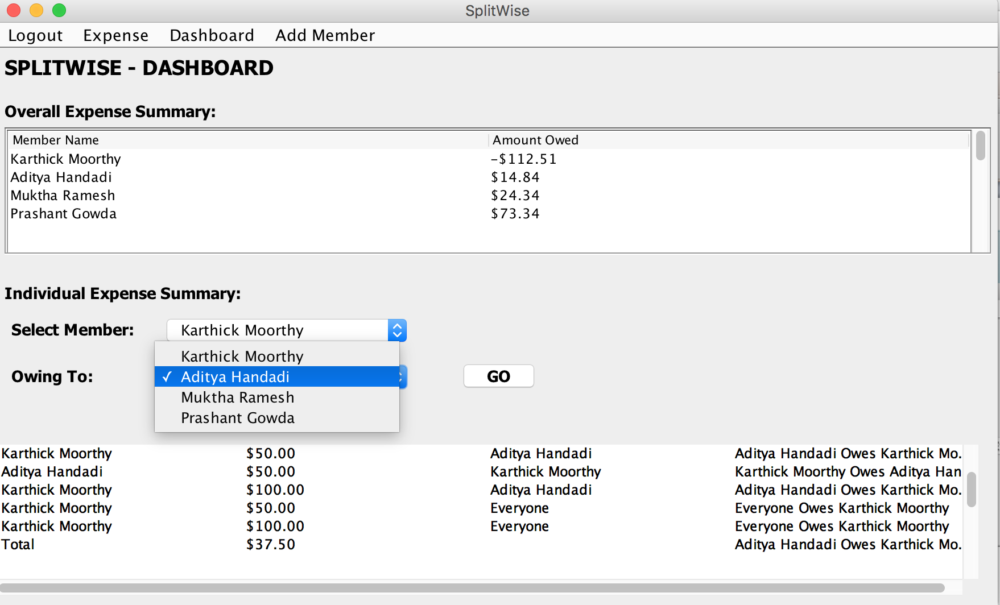 SplitWise
Logout Expense Dashboard Add Member
SPLITWISE - DASHBOARD
Overall Expense Summary:
Member Name Amount Owed
Karthick Moorthy -$112.51
Aditya Handadi $14.84
Muktha Ramesh $24.34
Prashant Gowda $73.34
Individual Expense Summary:
Select Member: Karthick Moorthy
Karthick Moorthy
Owing To: ✓ Aditya Handadi GO
Muktha Ramesh
Prashant Gowda
Karthick Moorthy $50.00 Aditya Handadi Aditya Handadi Owes Karthick Mo.
Aditya Handadi $50.00 Karthick Moorthy Karthick Moorthy Owes Aditya Han
Karthick Moorthy $100.00 Aditya Handadi Aditya Handadi Owes Karthick Mo.
Karthick Moorthy $50.00 Everyone Everyone Owes Karthick Moorthy
Karthick Moorthy $100.00 Everyone Everyone Owes Karthick Moorthy
Total $37.50 Aditya Handadi Owes Karthick Mo.